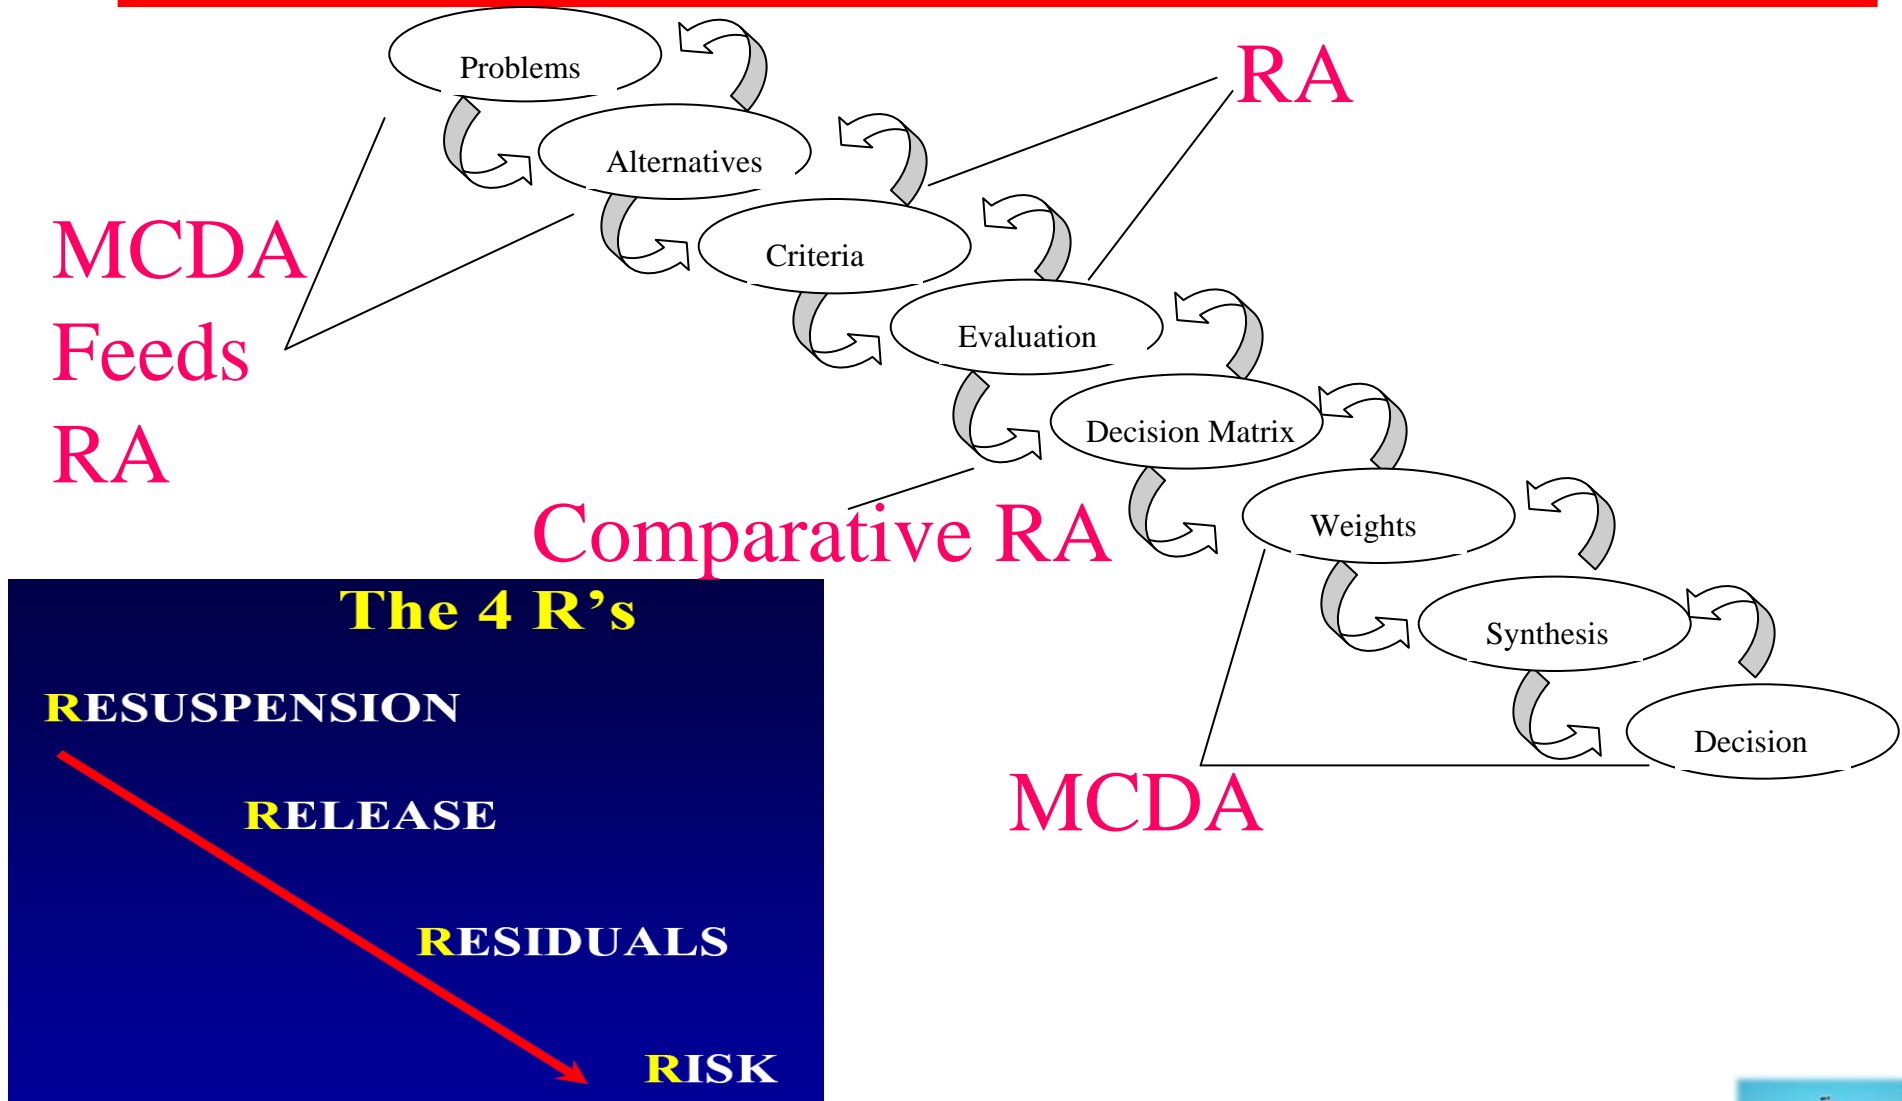 Problems
RA
Alternatives
MCDA
Feeds
RA
Criteria
Evaluation
Decision Matrix
Comparative RA
Weights
Synthesis
Decision
MCDA
The 4 R’s
RESUSPENSION
RELEASE
RESIDUALS
RISK